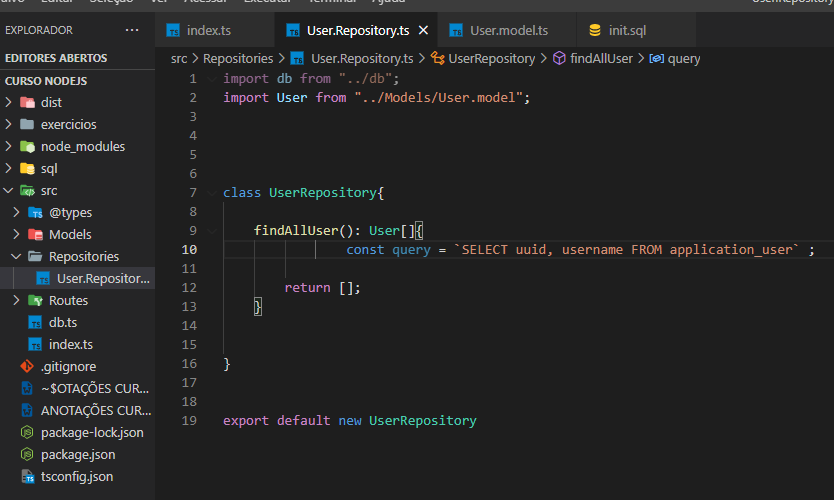 Editar Seleção Ver Acessar Executar Terminal Ajuda
EXPLORADOR ···
EDITORES ABERTOS
CURSO NODEJS
dist
exercicios
node_modules
sql
src
@types
Models
Repositories
User.Repositor...
Routes
db.ts
index.ts
.gitignore
~$OTAÇÕES CUR...
ANOTAÇÕES CUR...
package-lock.json
package.json
tsconfig.json
index.ts User.Repository.ts User.model.ts init.sql
src > Repositories > User.Repository.ts > UserRepository > findAllUser > query
1 import db from "../db";
2 import User from "../Models/User.model";
3
4
5
6
7 class UserRepository{
8
9 findAllUser(): User[]{
10 const query = `SELECT uuid, username FROM application_user` ;
11
12 return [];
13 }
14
15
16 }
17
18
19 export default new UserRepository